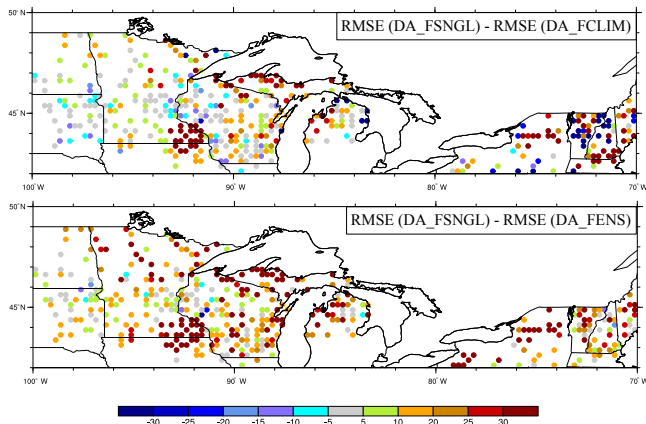 50° N
RMSE (DA_FSNGL) - RMSE (DA_FCLIM)
45° N
100° W 90° W 80° W 70° W
50° N
RMSE (DA_FSNGL) - RMSE (DA_FENS)
45° N
100° W 90° W 80° W 70° W
-30 -25 -20 -15 -10 -5 5 10 15 20 25 30